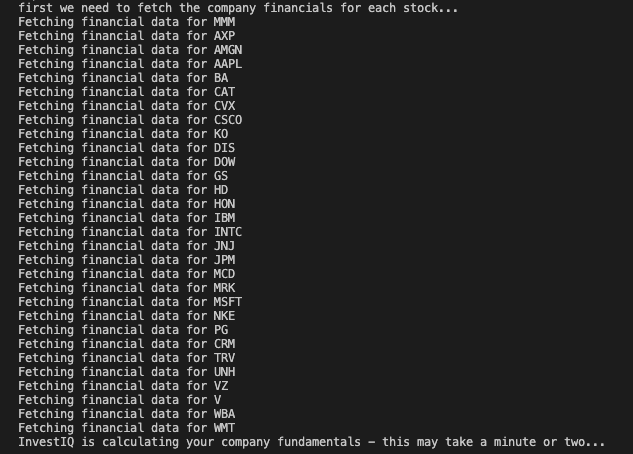 first we need to fetch the company financials for each stock...
Fetching financial data for MMM
Fetching financial data for AXP
Fetching financial data for AMGN
Fetching financial data for AAPL
Fetching financial data for BA
Fetching financial data for CAT
Fetching financial data for CVX
Fetching financial data for CSCO
Fetching financial data for KO
Fetching financial data for DIS
Fetching financial data for DOW
Fetching financial data for GS
Fetching financial data for HD
Fetching financial data for HON
Fetching financial data for IBM
Fetching financial data for INTC
Fetching financial data for JNJ
Fetching financial data for JPM
Fetching financial data for MCD
Fetching financial data for MRK
Fetching financial data for MSFT
Fetching financial data for NKE
Fetching financial data for PG
Fetching financial data for CRM
Fetching financial data for TRV
Fetching financial data for UNH
Fetching financial data for VZ
Fetching financial data for V
Fetching financial data for WBA
Fetching financial data for WMT
InvestIQ is calculating your company fundamentals – this may take a minute or two...